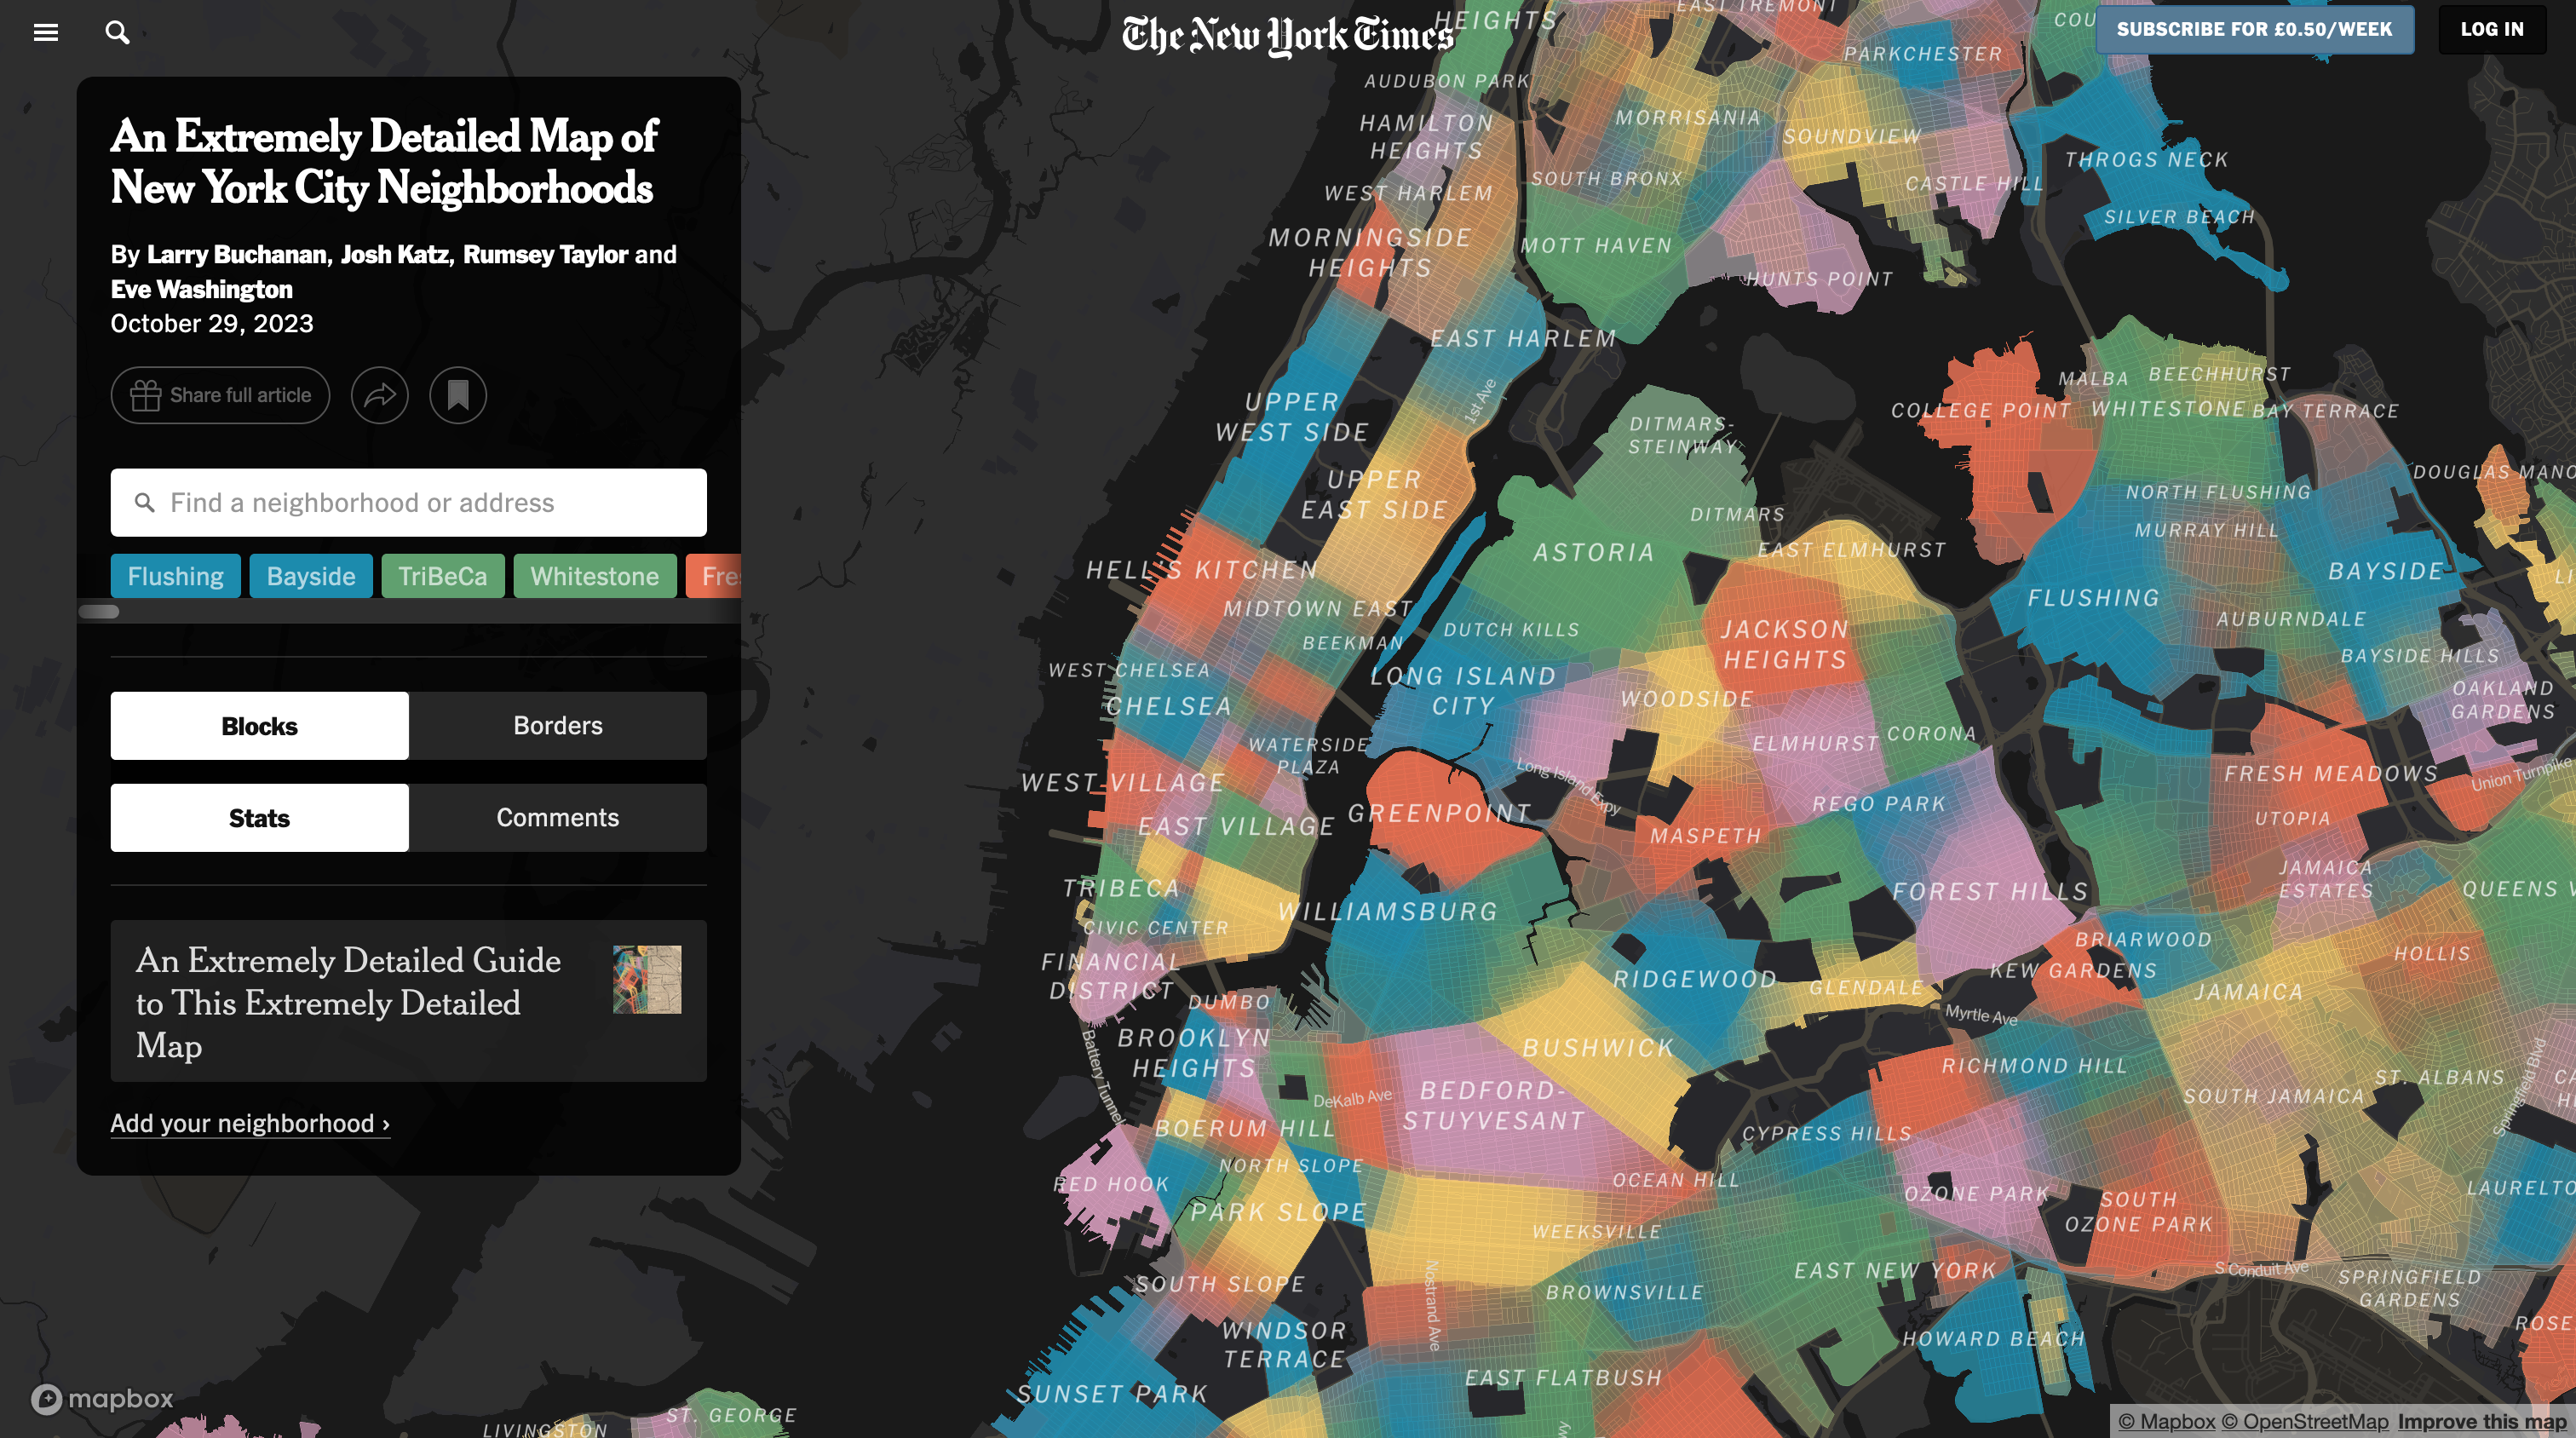 The New York Times
SUBSCRIBE FOR £0.50/WEEK
LOG IN
An Extremely Detailed Map of
New York City Neighborhoods
By Larry Buchanan, Josh Katz, Rumsey Taylor and
Eve Washington
October 29, 2023
Share full article
Find a neighborhood or address
Flushing
Bayside
TriBeCa
Whitestone
Fres
Blocks
Borders
Stats
Comments
An Extremely Detailed Guide
to This Extremely Detailed
Map
Add your neighborhood ›
mapbox
HEIGHTS
EAST TREMONT
COU
PARKCHESTER
AUDUBON PARK
HAMILTON
HEIGHTS
MORRISANIA
SOUNDVIEW
THROGS NECK
WEST HARLEM
SOUTH BRONX
CASTLE HILL
SILVER BEACH
MORNINGSIDE
HEIGHTS
MOTT HAVEN
HUNTS POINT
EAST HARLEM
1st Ave
UPPER
WEST SIDE
DITMARS-
STEINWAY
COLLEGE POINT
MALBA
BEECHHURST
WHITESTONE
BAY TERRACE
UPPER
EAST SIDE
DITMARS
DOUGLAS MANO
NORTH FLUSHING
MURRAY HILL
ASTORIA
EAST ELMHURST
HELL'S KITCHEN
BAYSIDE
LI
FLUSHING
MIDTOWN EAST
BEEKMAN
DUTCH KILLS
JACKSON
HEIGHTS
AUBURNDALE
BAYSIDE HILLS
WEST CHELSEA
CHELSEA
LONG ISLAND
CITY
WOODSIDE
OAKLAND
GARDENS
WATERSIDE
PLAZA
ELMHURST
CORONA
Long Island Expy
WEST VILLAGE
FRESH MEADOWS
Union Turnpike
EAST VILLAGE
GREENPOINT
MASPETH
REGO PARK
UTOPIA
TRIBECA
FOREST HILLS
JAMAICA
ESTATES
QUEENS V
CIVIC CENTER
WILLIAMSBURG
BRIARWOOD
FINANCIAL
DISTRICT
KEW GARDENS
HOLLIS
DUMBO
RIDGEWOOD
GLENDALE
JAMAICA
Myrtle Ave
BROOKLYN
HEIGHTS
Battery Tunnel
BUSHWICK
RICHMOND HILL
ST. ALBANS
CA
HE
BEDFORD-
STUYVESANT
DeKalb Ave
SOUTH JAMAICA
Springfield Blvd
BOERUM HILL
CYPRESS HILLS
NORTH SLOPE
RED HOOK
OCEAN HILL
OZONE PARK
SOUTH
OZONE PARK
LAURELTO
PARK SLOPE
WEEKSVILLE
EAST NEW YORK
S Conduit Ave
SPRINGFIELD
GARDENS
SOUTH SLOPE
Nostrand Ave
BROWNSVILLE
ROSE
WINDSOR
TERRACE
HOWARD BEACH
EAST FLATBUSH
SUNSET PARK
ST. GEORGE
LIVINGSTON
wy
© Mapbox © OpenStreetMap Improve this map